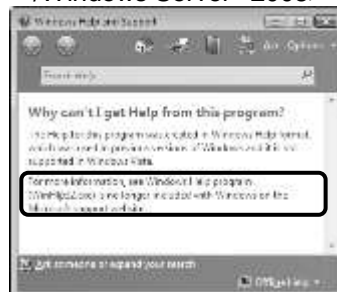 Windows Server 2008
Windows Help and Support
Search Help
Why can't I get Help from this program?
The Help for this program was created in Windows Help format,
which was used in previous versions of Windows and it is not
supported in Windows Vista.
For more information, see Windows Help program
(WinHlp32.exe) is no longer included with Windows on the
Microsoft support website.
Ask someone or expand your search
Offline Help